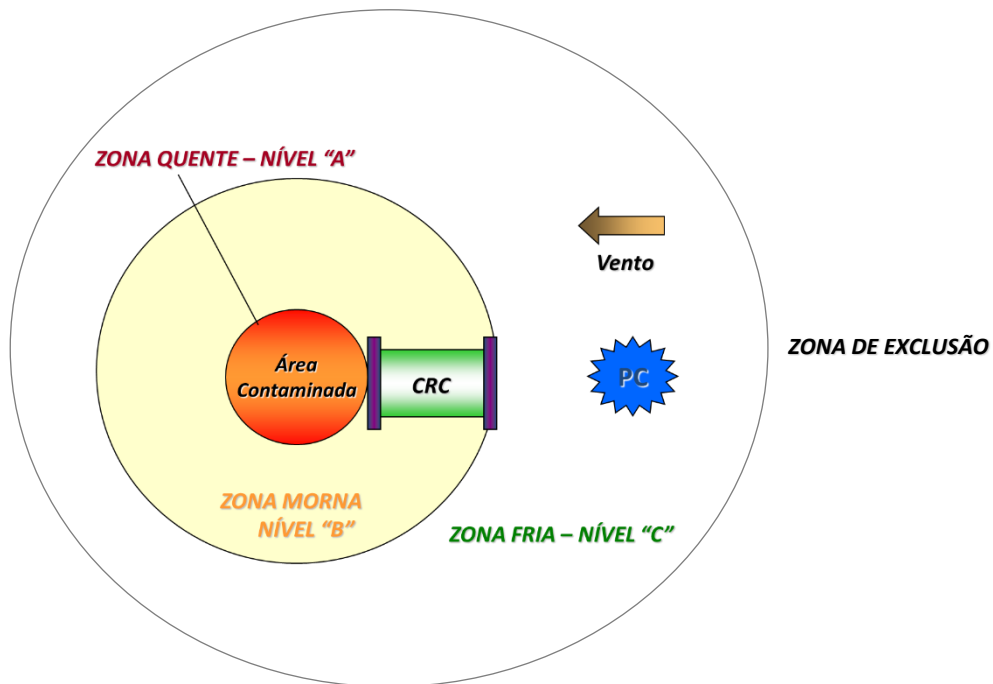 ZONA QUENTE – NÍVEL “A”
Vento
ZONA DE EXCLUSÃO
Área
Contaminada
CRC
PC
ZONA MORNA
NÍVEL “B”
ZONA FRIA – NÍVEL “C”